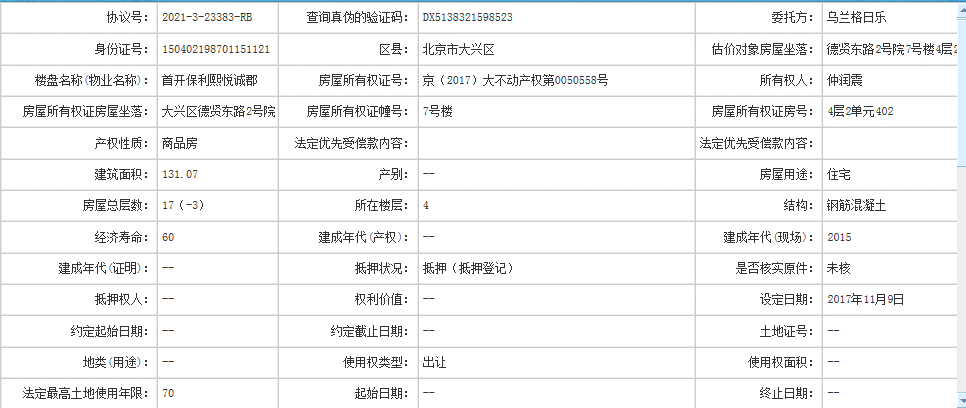 协议号: 2021-3-23383-RB 查询真伪的验证码: DX5138321598523 委托方: 乌兰格日乐
身份证号: 150402198701151121 区县: 北京市大兴区 估价对象房屋坐落: 德贤东路2号院7号楼4层2
楼盘名称(物业名称): 首开保利熙悦诚郡 房屋所有权证号: 京（2017）大不动产权第0050558号 所有权人: 仲润震
房屋所有权证房屋坐落: 大兴区德贤东路2号院 房屋所有权证幢号: 7号楼 房屋所有权证房号: 4层2单元402
产权性质: 商品房 法定优先受偿款内容: 法定优先受偿款内容:
建筑面积: 131.07 产别: -- 房屋用途: 住宅
房屋总层数: 17（-3） 所在楼层: 4 结构: 钢筋混凝土
经济寿命: 60 建成年代(产权): -- 建成年代(现场): 2015
建成年代(证明): -- 抵押状况: 抵押（抵押登记） 是否核实原件: 未核
抵押权人: -- 权利价值: -- 设定日期: 2017年11月9日
约定起始日期: -- 约定截止日期: -- 土地证号: --
地类(用途): -- 使用权类型: 出让 使用权面积: --
法定最高土地使用年限: 70 起始日期: -- 终止日期: --